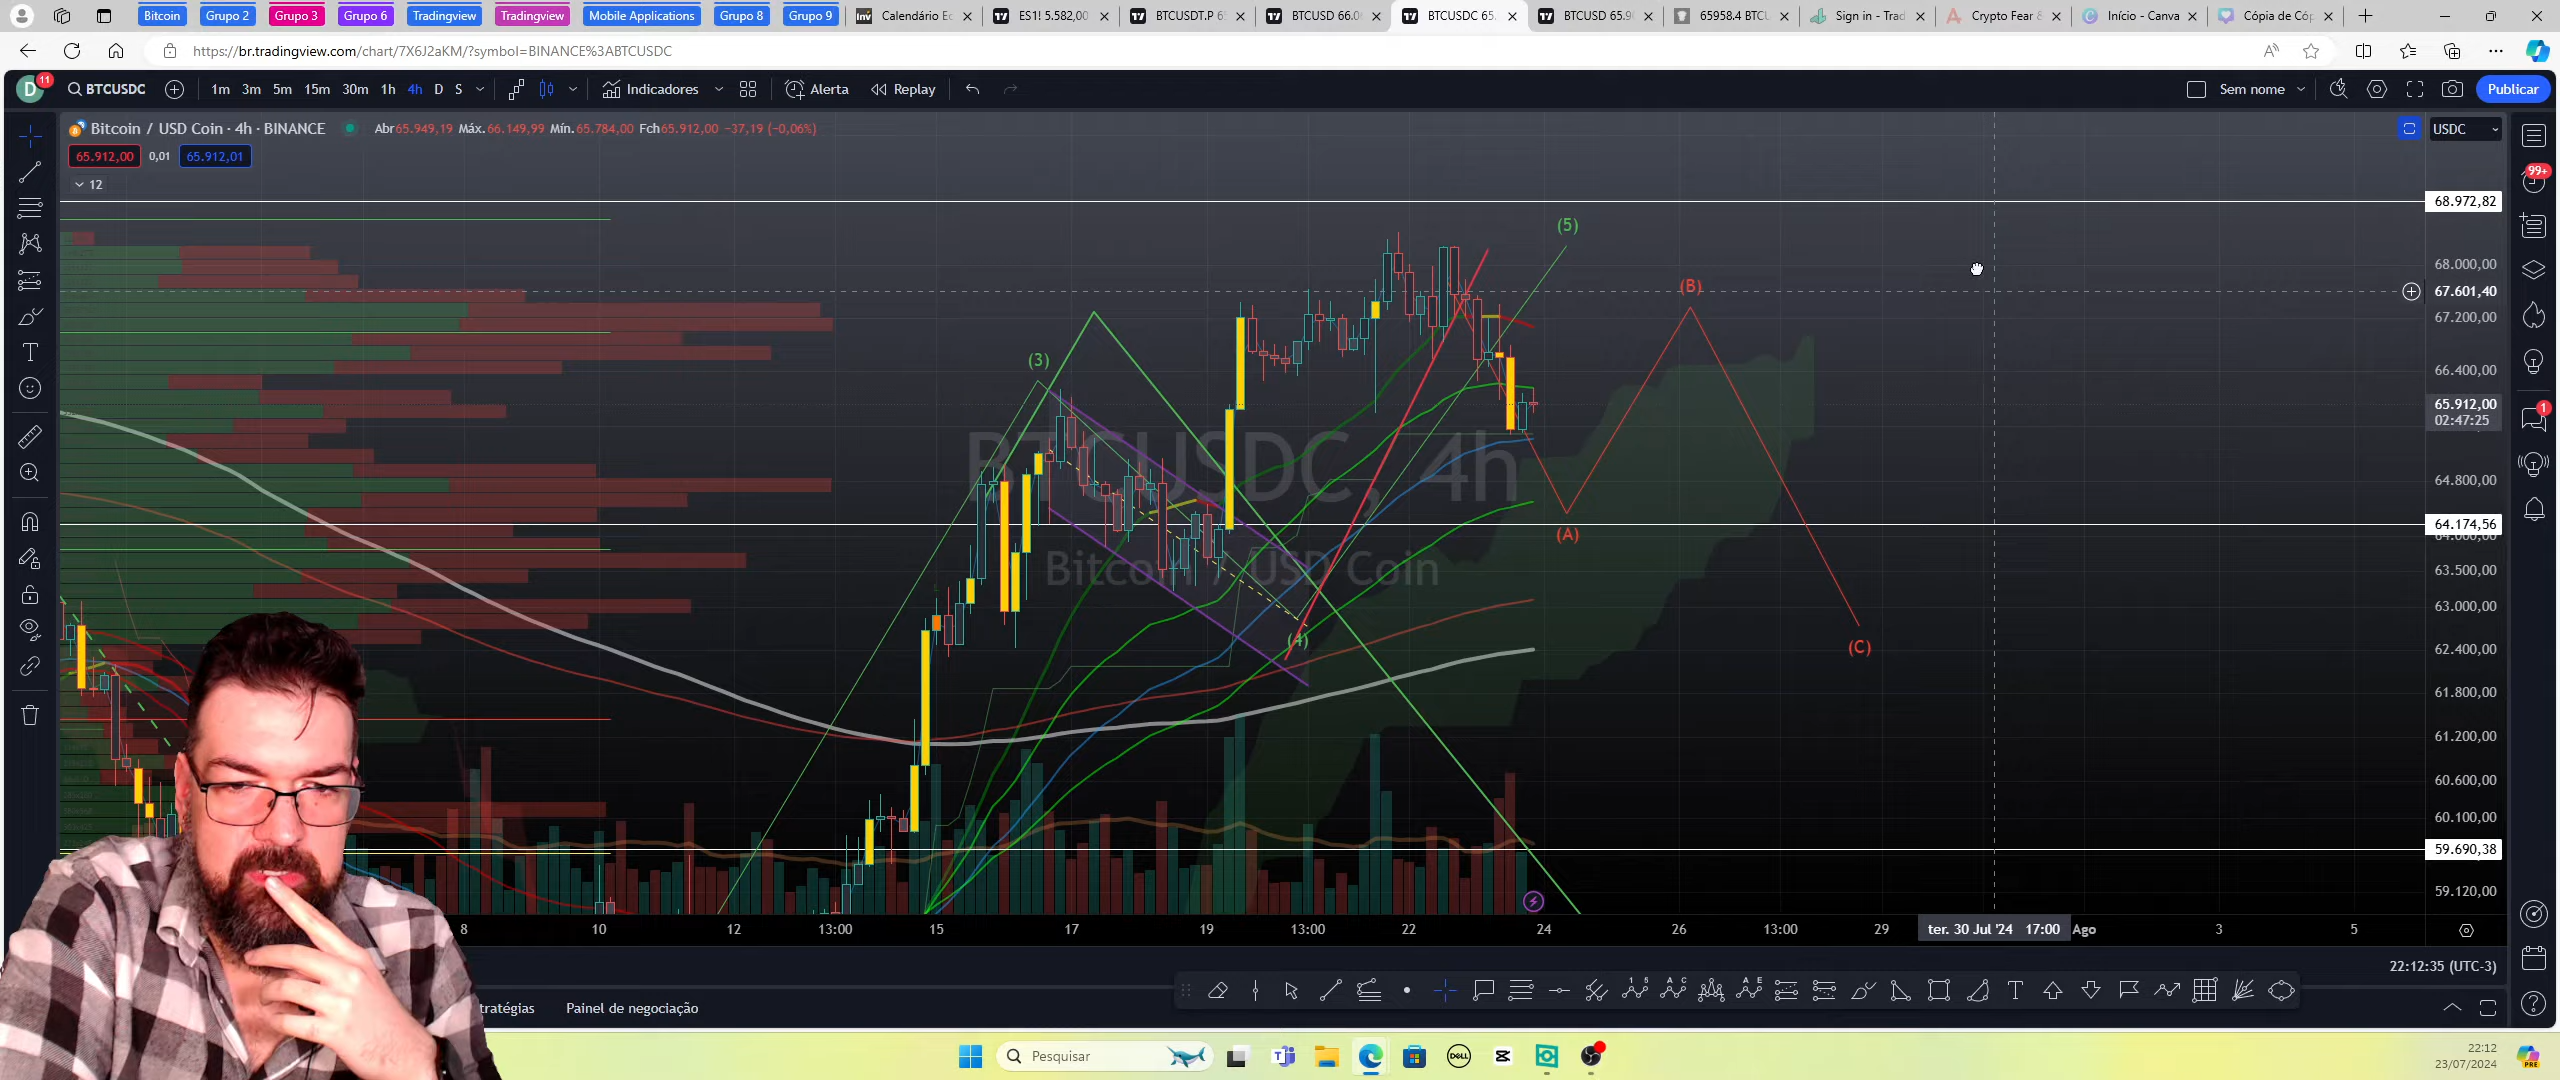 Bitcoin
Grupo 2
Grupo 3
Grupo 6
Tradingview
Tradingview
Mobile Applications
Grupo 8
Grupo 9
Calendário Ec
ES1! 5.582,00
BTCUSDT.P 6
BTCUSD 66.0
BTCUSDC 65.
BTCUSD 65.9
65958.4 BTCU
Sign in - Trad
Crypto Fear &
Início - Canva
Cópia de Cóp
https://br.tradingview.com/chart/7X6J2aKM/?symbol=BINANCE%3ABTCUSDC
D
11
BTCUSDC
1m 3m 5m 15m 30m 1h 4h D S
Indicadores
Alerta
Replay
Sem nome
Publicar
Bitcoin / USD Coin · 4h · BINANCE
Abr65.949,19 Máx.66.149,99 Mín.65.784,00 Fch65.912,00 −37,19 (−0,06%)
USDC
65.912,00
0,01
65.912,01
12
99+
68.972,82
(5)
68.000,00
(B)
67.601,40
67.200,00
(3)
66.400,00
65.912,00
02:47:25
1
BTCUSDC, 4h
64.800,00
64.174,56
64.000,00
(A)
Bitcoin / USD Coin
63.500,00
63.000,00
(4)
(C)
62.400,00
61.800,00
61.200,00
60.600,00
60.100,00
59.690,38
59.120,00
8
10
12
13:00
15
17
19
13:00
22
24
26
13:00
29
ter. 30 Jul '24 17:00
Ago
3
5
22:12:35 (UTC-3)
tratégias
Painel de negociação
Pesquisar
DELL
22:12
23/07/2024
PRE